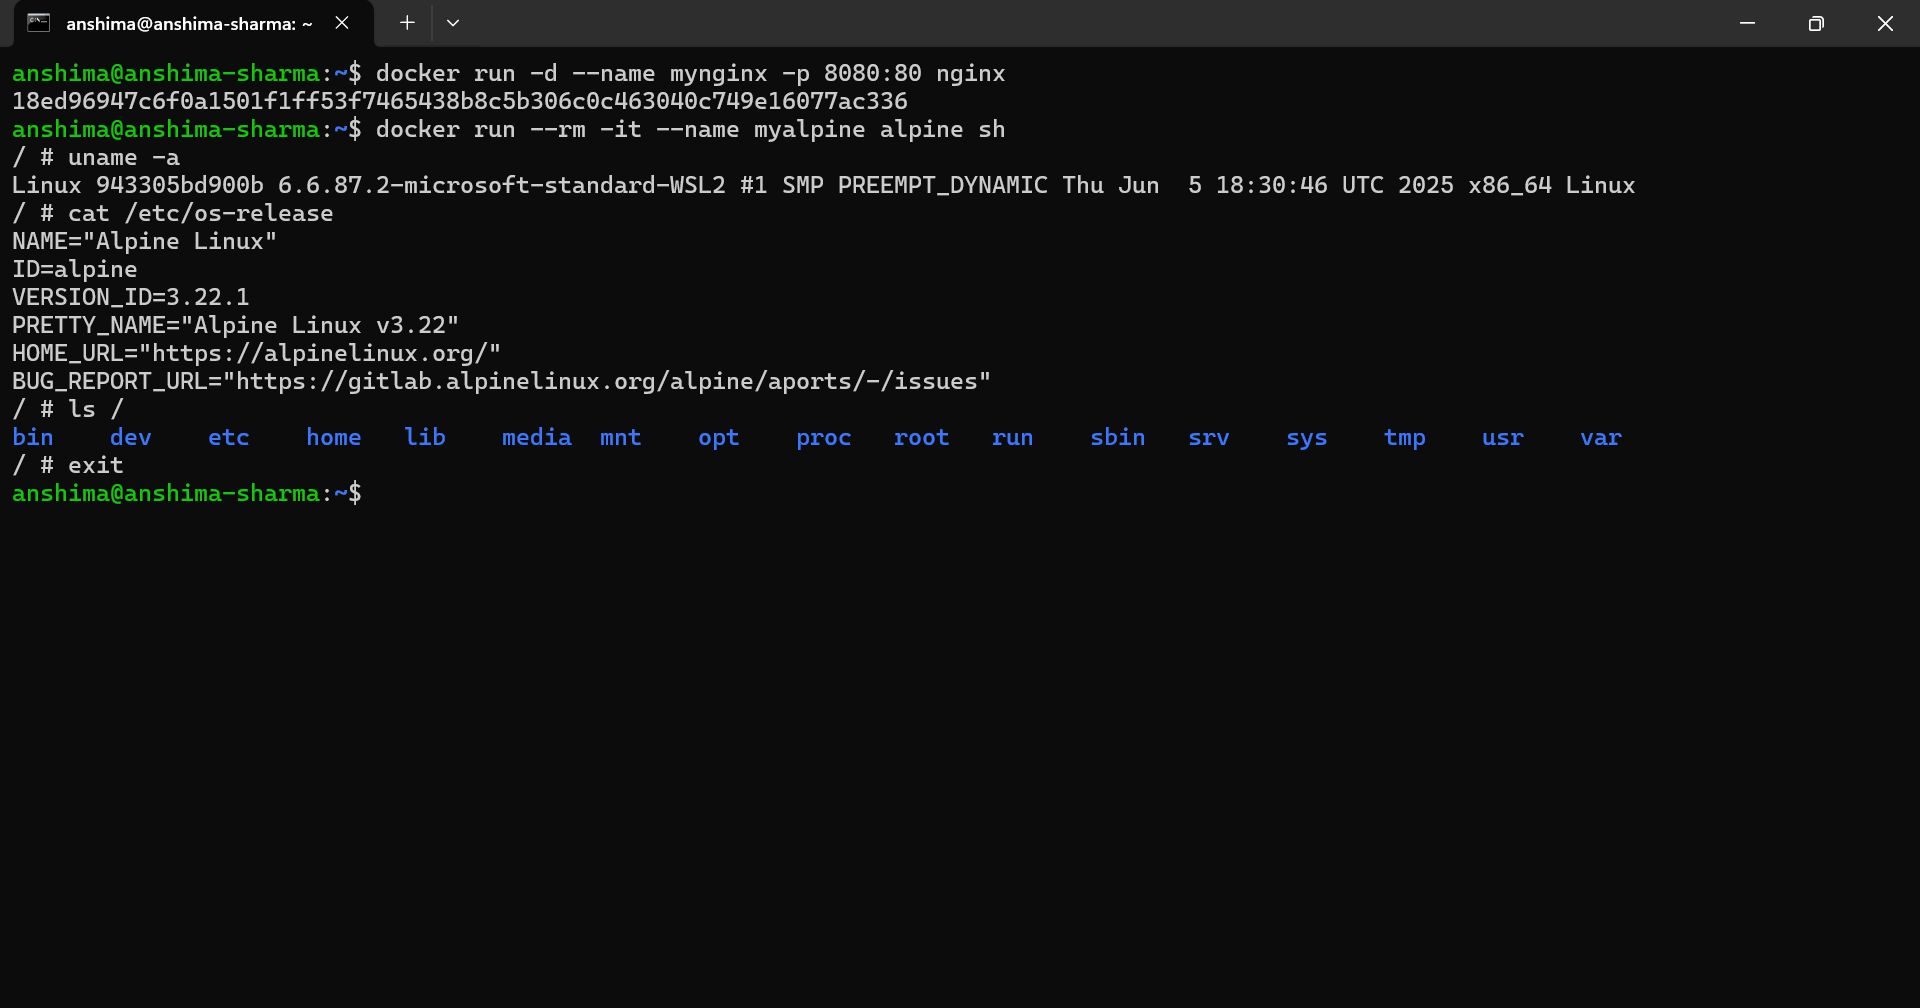 anshima@anshima-sharma: ~
anshima@anshima-sharma:~$ docker run -d --name mynginx -p 8080:80 nginx
18ed96947c6f0a1501f1ff53f7465438b8c5b306c0c463040c749e16077ac336
anshima@anshima-sharma:~$ docker run --rm -it --name myalpine alpine sh
/ # uname -a
Linux 943305bd900b 6.6.87.2-microsoft-standard-WSL2 #1 SMP PREEMPT_DYNAMIC Thu Jun  5 18:30:46 UTC 2025 x86_64 Linux
/ # cat /etc/os-release
NAME="Alpine Linux"
ID=alpine
VERSION_ID=3.22.1
PRETTY_NAME="Alpine Linux v3.22"
HOME_URL="https://alpinelinux.org/"
BUG_REPORT_URL="https://gitlab.alpinelinux.org/alpine/aports/-/issues"
/ # ls /
bin    dev    etc    home   lib    media  mnt    opt    proc   root   run    sbin   srv    sys    tmp    usr    var
/ # exit
anshima@anshima-sharma:~$